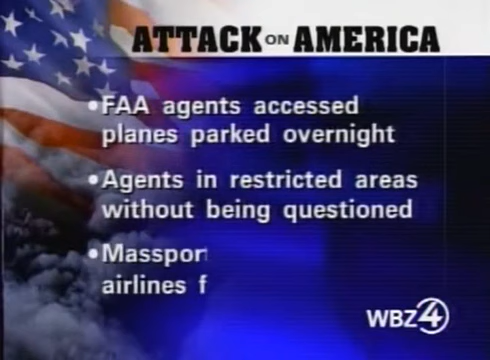 ATTACK ON AMERICA
•FAA agents accessed
planes parked overnight
•Agents in restricted areas
without being questioned
•Masspor
airlines f
WBZ4